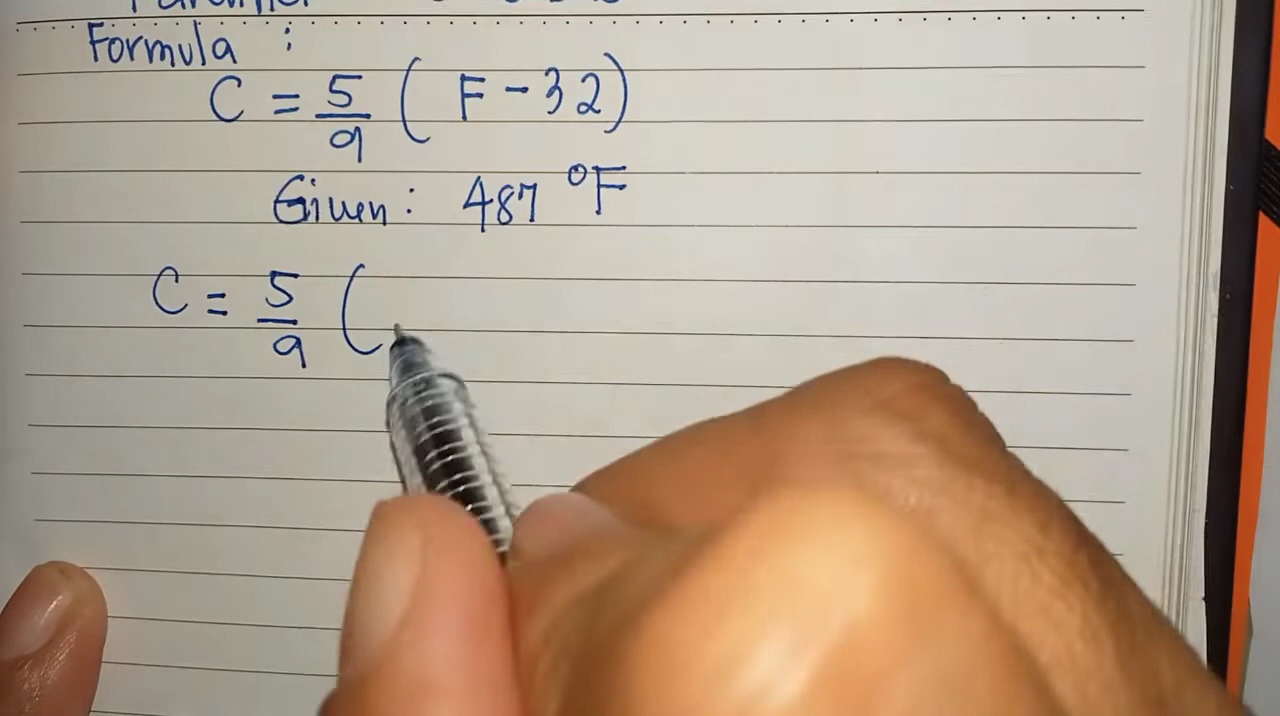 Formula :
C = 5/9 ( F - 32)
Given : 487 °F
C = 5/9 (